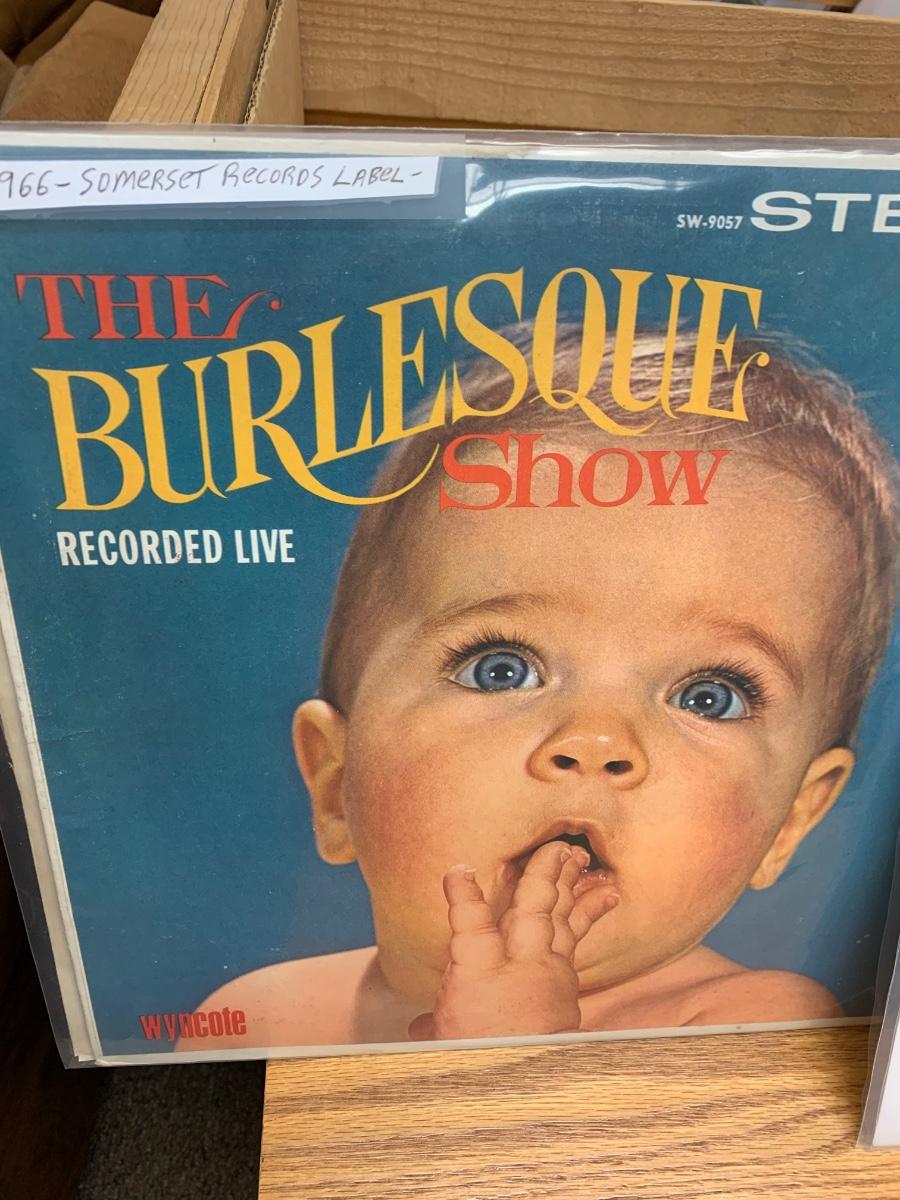 966 - SOMERSET RECORDS LABEL -
SW-9057 STE
THE
BURLESQUE
Show
RECORDED LIVE
wyncote